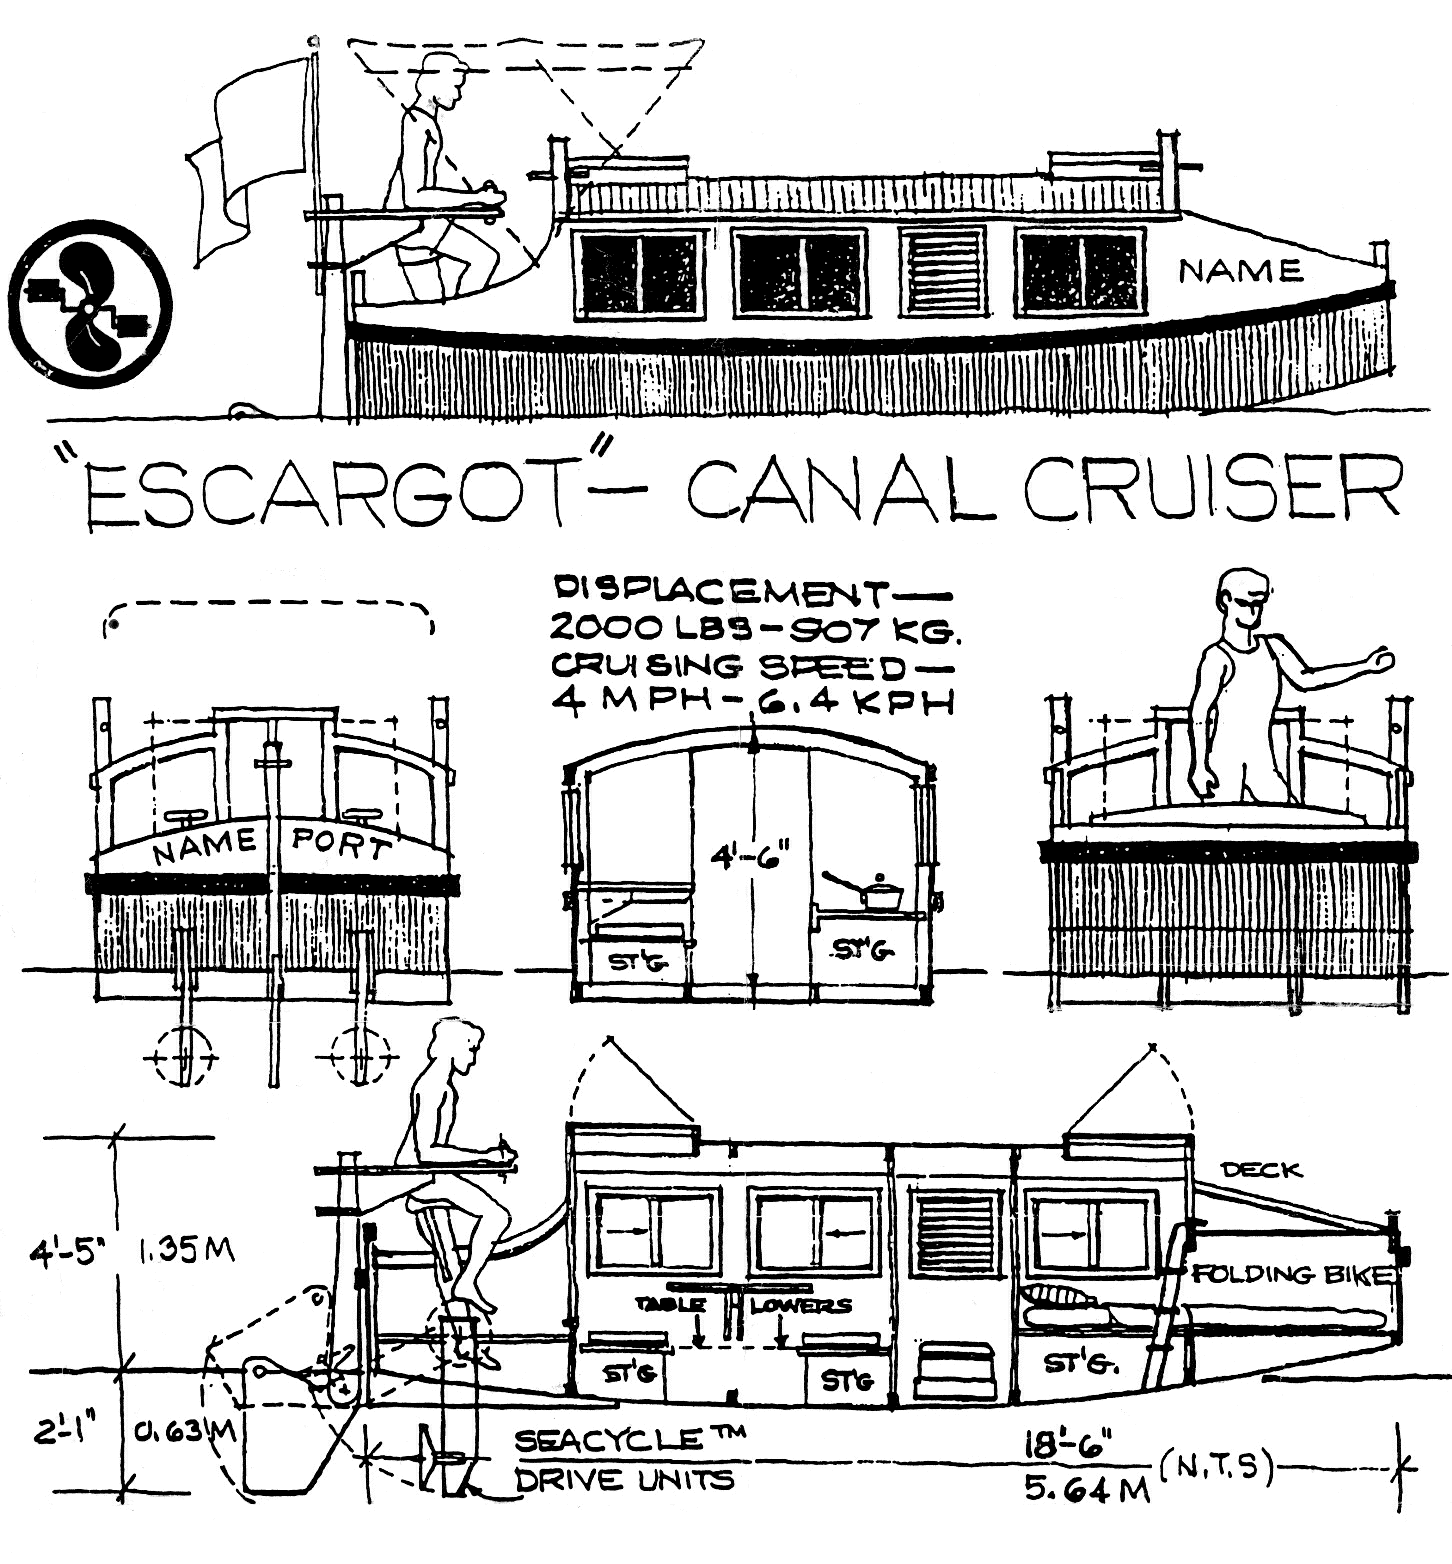 NAME
"ESCARGOT" — CANAL CRUISER
DISPLACEMENT—
2000 LBS – 907 KG.
CRUISING SPEED —
4 MPH – 6.4 KPH
NAME PORT
4'-6"
ST'G
ST'G
DECK
4'-5" 1.35 M
FOLDING BIKE
TABLE LOWERS
ST'G
ST'G
ST'G.
2'-1" 0.63 M
SEACYCLE™
DRIVE UNITS
18'-6"
5.64 M
(N.T.S)